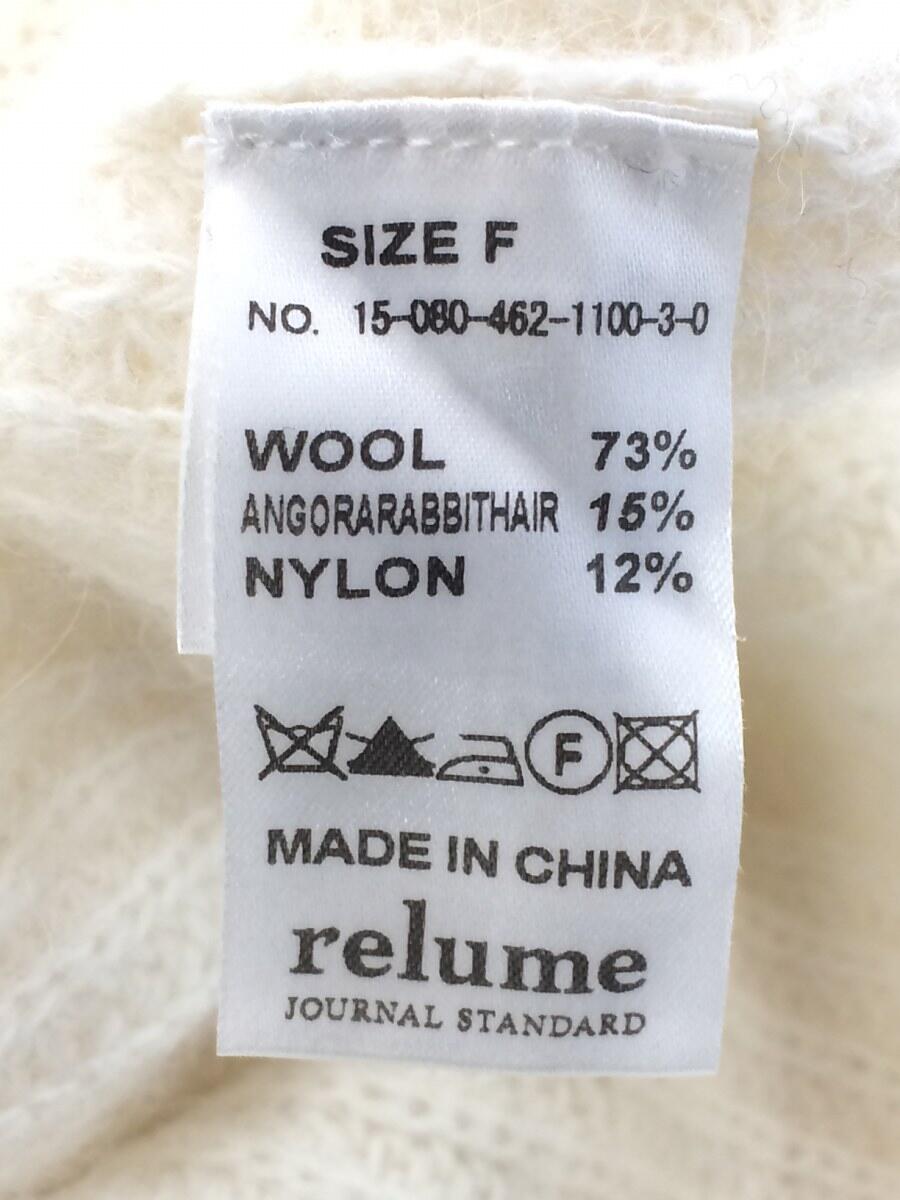 SIZE F
NO. 15-080-462-1100-3-0
WOOL 73%
ANGORARABBITHAIR 15%
NYLON 12%
F
MADE IN CHINA
relume
JOURNAL STANDARD